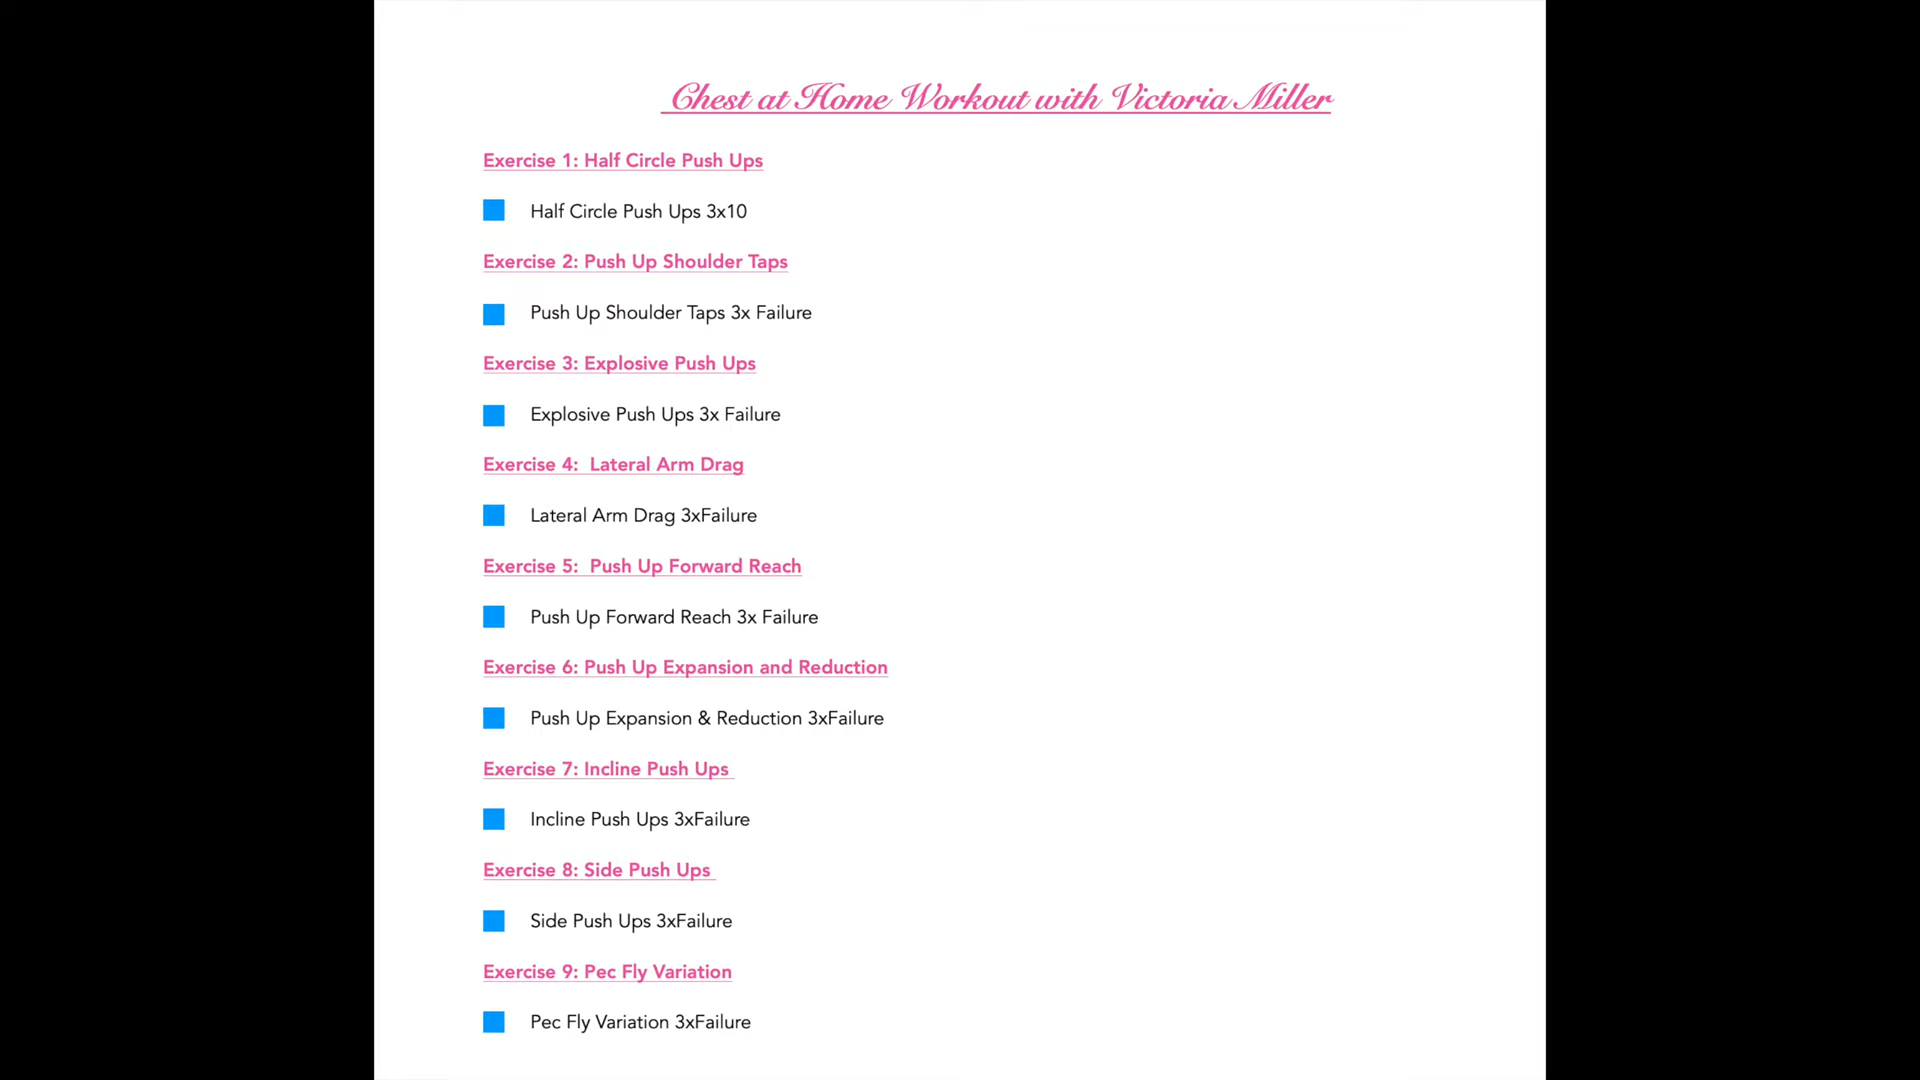 Chest at Home Workout with Victoria Miller
Exercise 1: Half Circle Push Ups
Half Circle Push Ups 3x10
Exercise 2: Push Up Shoulder Taps
Push Up Shoulder Taps 3x Failure
Exercise 3: Explosive Push Ups
Explosive Push Ups 3x Failure
Exercise 4:  Lateral Arm Drag
Lateral Arm Drag 3xFailure
Exercise 5:  Push Up Forward Reach
Push Up Forward Reach 3x Failure
Exercise 6: Push Up Expansion and Reduction
Push Up Expansion & Reduction 3xFailure
Exercise 7: Incline Push Ups
Incline Push Ups 3xFailure
Exercise 8: Side Push Ups
Side Push Ups 3xFailure
Exercise 9: Pec Fly Variation
Pec Fly Variation 3xFailure